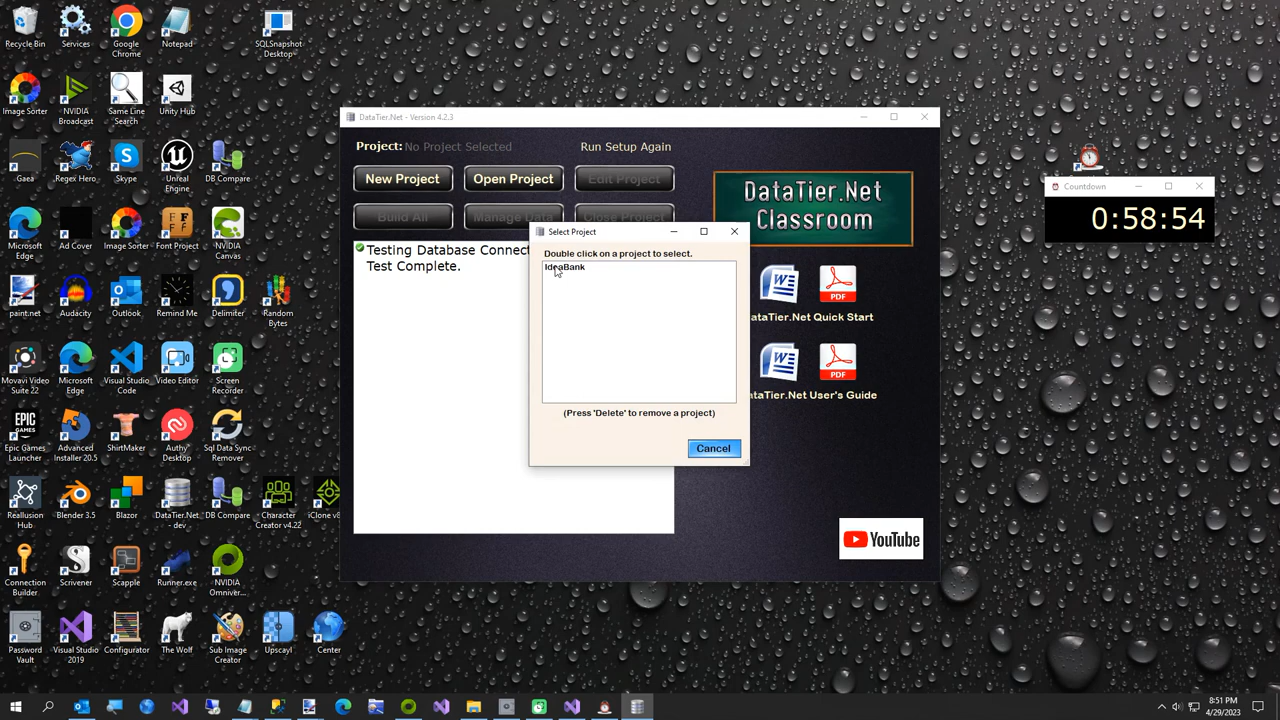 Recycle Bin
Services
Google
Chrome
Notepad
SQLSnapshot
Desktop
Image Sorter
NVIDIA
Broadcast
Same Line
Search
Unity Hub
Gaea
Regex Hero
Skype
Unreal
Engine
DB Compare
Microsoft
Edge
Ad Cover
Image Sorter
Font Project
NVIDIA
Canvas
paint.net
Audacity
Outlook
Remind Me
Delimiter
Random
Bytes
Movavi Video
Suite 22
Microsoft
Edge
Visual Studio
Code
Video Editor
Screen
Recorder
Epic Games
Launcher
Advanced
Installer 20.5
ShirtMaker
Authy
Desktop
Sql Data Sync
Remover
Reallusion
Hub
Blender 3.5
Blazor
DataTier.Net
- dev
DB Compare
Character
Creator v4.22
iClone v8
Connection
Builder
Scrivener
Scapple
Runner.exe
NVIDIA
Omniver...
Password
Vault
Visual Studio
2019
Configurator
The Wolf
Sub Image
Creator
Upscayl
Center
DataTier.Net - Version 4.2.3
Project: No Project Selected
Run Setup Again
New Project
Open Project
Edit Project
Build All
Manage Data
Close Project
Testing Database Connect
Test Complete.
DataTier.Net
Classroom
PDF
ataTier.Net Quick Start
PDF
ataTier.Net User's Guide
YouTube
Select Project
Double click on a project to select.
IdeaBank
(Press 'Delete' to remove a project)
Cancel
Countdown
0:58:54
8:51 PM
4/29/2023